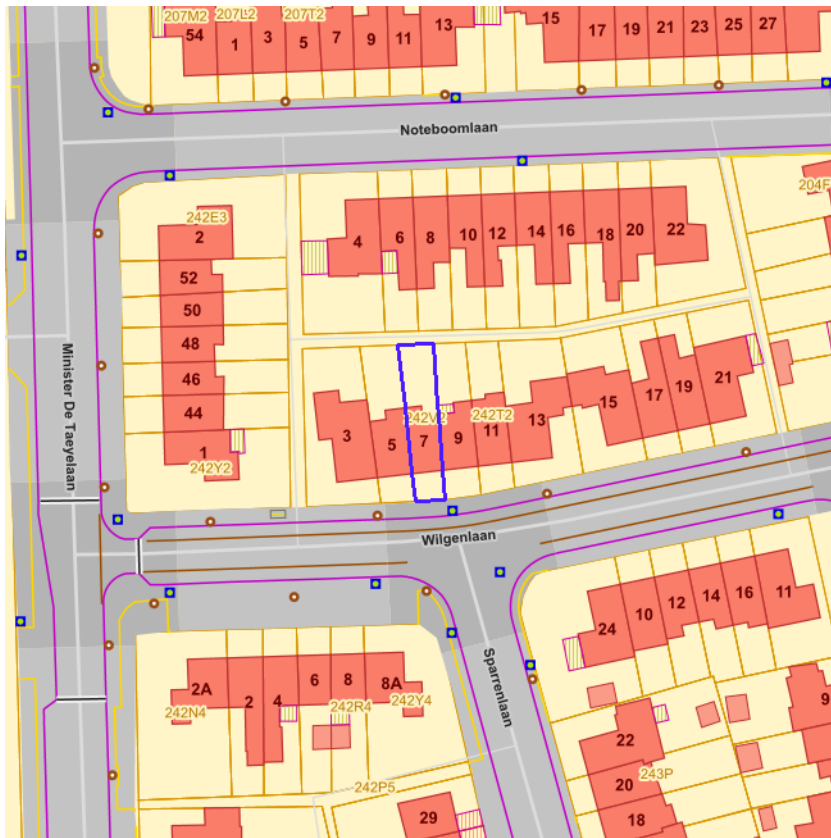 207M2 207L2 207T2
54 1 3 5 7 9 11 13 15 17 19 21 23 25 27
Noteboomlaan
204F
242E3
2
52
50
48
46
44
1
242Y2
Minister De Taeyelaan
4 6 8 10 12 14 16 18 20 22
3 5 7 9 11 13 15 17 19 21
242V2 242T2
Wilgenlaan
Sparrenlaan
24 10 12 14 16 11
2A 2 4 6 8 8A
242N4 242R4 242Y4
9
22
20
18
243P
242P5
29